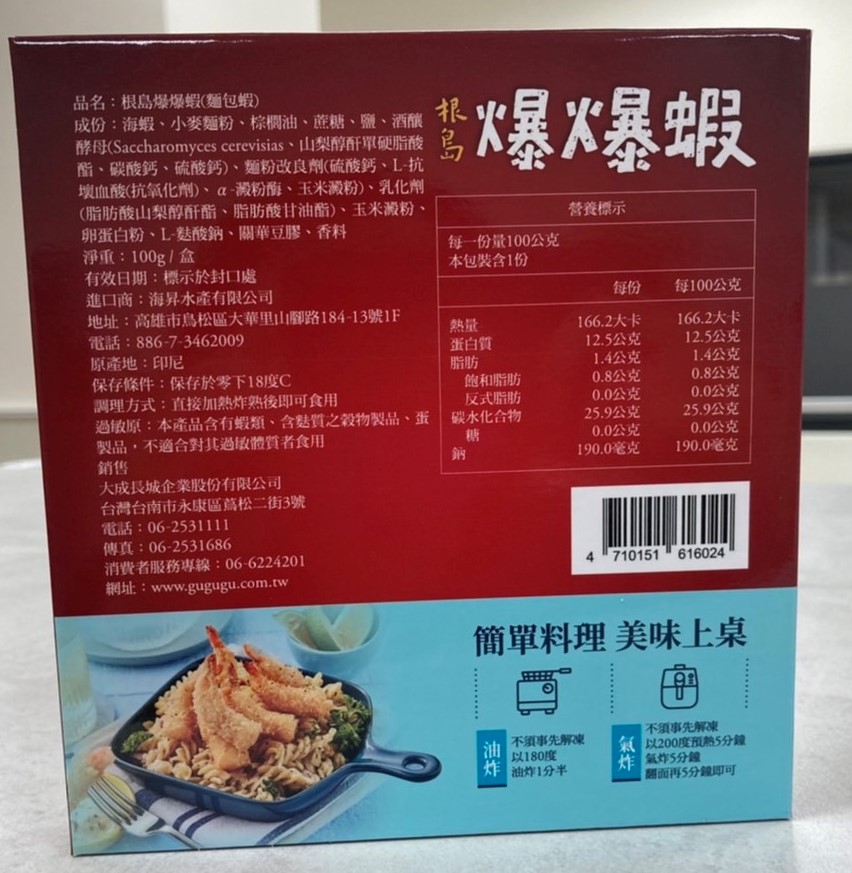 品名：根島爆爆蝦(麵包蝦)
成份：海蝦、小麥麵粉、棕櫚油、蔗糖、鹽、酒釀
酵母(Saccharomyces cerevisias、山梨醇酐單硬脂酸
酯、碳酸鈣、硫酸鈣)、麵粉改良劑(硫酸鈣、L-抗
壞血酸(抗氧化劑)、α-澱粉酶、玉米澱粉)、乳化劑
(脂肪酸山梨醇酐酯、脂肪酸甘油酯)、玉米澱粉、
卵蛋白粉、L-麩酸鈉、關華豆膠、香料
淨重：100g / 盒
有效日期：標示於封口處
進口商：海昇水產有限公司
地址：高雄市鳥松區大華里山腳路184-13號1F
電話：886-7-3462009
原產地：印尼
保存條件：保存於零下18度C
調理方式：直接加熱炸熟後即可食用
過敏原：本產品含有蝦類、含麩質之穀物製品、蛋
製品，不適合對其過敏體質者食用
銷售
大成長城企業股份有限公司
台灣台南市永康區蔦松二街3號
電話：06-2531111
傳真：06-2531686
消費者服務專線：06-6224201
網址：www.gugugu.com.tw
根島 爆爆蝦
營養標示
每一份量100公克
本包裝含1份
每份 每100公克
熱量 166.2大卡 166.2大卡
蛋白質 12.5公克 12.5公克
脂肪 1.4公克 1.4公克
飽和脂肪 0.8公克 0.8公克
反式脂肪 0.0公克 0.0公克
碳水化合物 25.9公克 25.9公克
糖 0.0公克 0.0公克
鈉 190.0毫克 190.0毫克
4 710151 616024
簡單料理 美味上桌
油炸
不須事先解凍
以180度
油炸1分半
氣炸
不須事先解凍
以200度預熱5分鐘
氣炸5分鐘
翻面再5分鐘即可